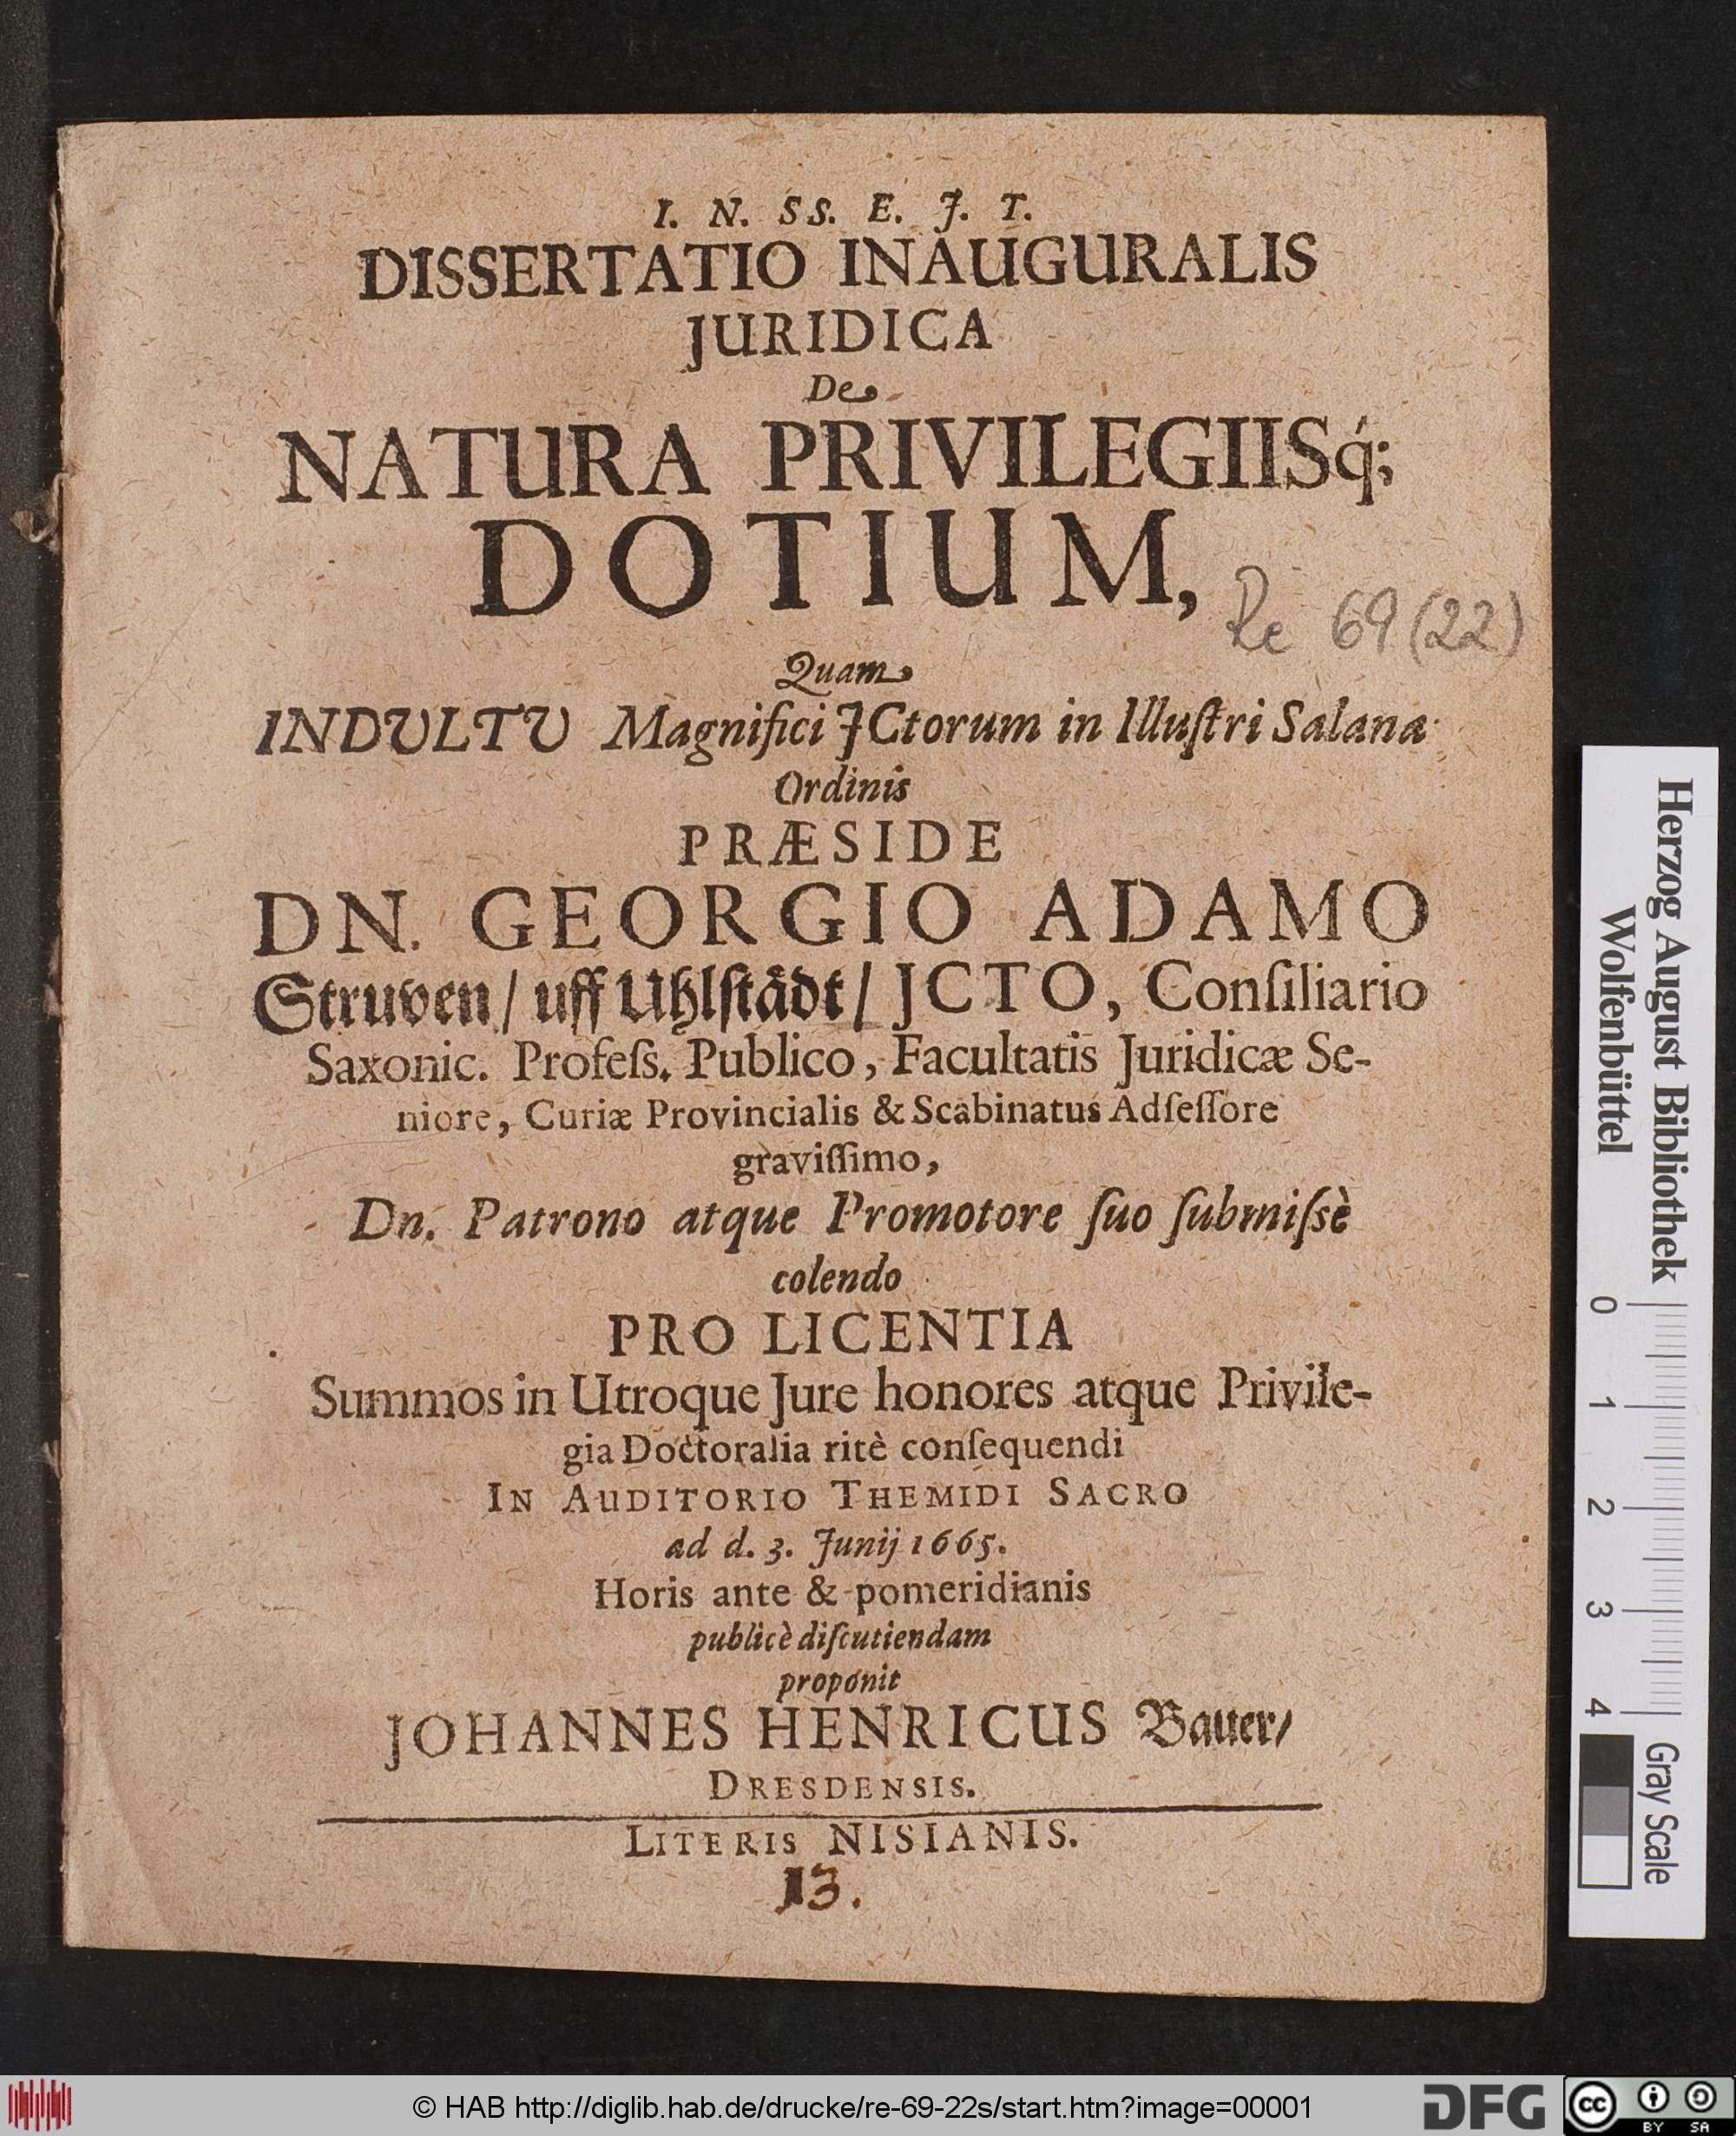 I. N. SS. E. J. T.
DISSERTATIO INAUGURALIS
JURIDICA
De
NATURA PRIVILEGIISq́;
DOTIUM,
Re 69 (22)
Quam
INDULTU Magnifici JCtorum in Illuſtri Salana
Ordinis
PRÆSIDE
DN. GEORGIO ADAMO
Struven / uff Uhlſtådt / JCTO, Conſiliario
Saxonic. Profeſs. Publico, Facultatis Juridicæ Se-
niore, Curiæ Provincialis & Scabinatus Adſeſſore
graviſſimo,
Dn. Patrono atque Promotore ſuo ſubmiſsè
colendo
PRO LICENTIA
Summos in Utroque Jure honores atque Privile-
gia Doctoralia ritè conſequendi
IN AUDITORIO THEMIDI SACRO
ad d. 3. Junij 1665.
Horis ante & pomeridianis
publicè diſcutiendam
proponit
JOHANNES HENRICUS Bauer /
DRESDENSIS.
LITERIS NISIANIS.
13.
Herzog August Bibliothek
Wolfenbüttel
0 1 2 3 4
Gray Scale
© HAB http://diglib.hab.de/drucke/re-69-22s/start.htm?image=00001
DFG
cc BY SA